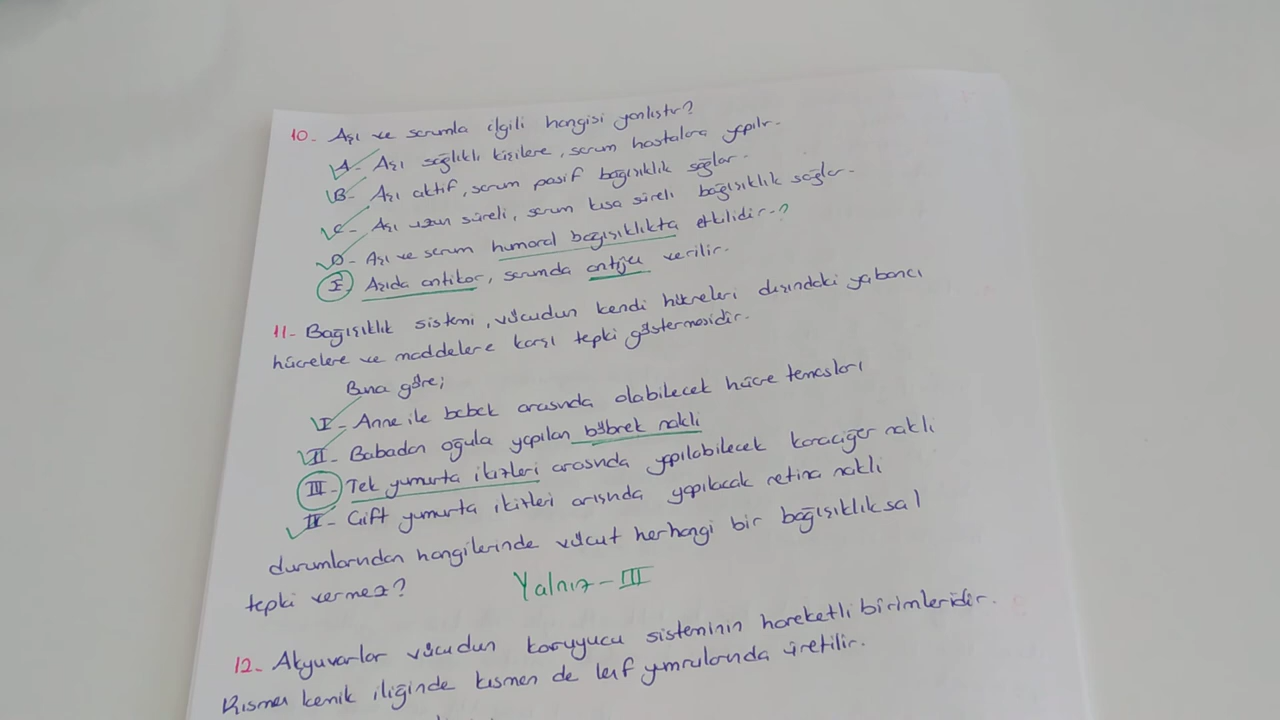 10- Aşı ve serumla ilgili hangisi yanlıştır?
A- Aşı sağlıklı kişilere, serum hastalara yapılır.
B- Aşı aktif, serum pasif bağışıklık sağlar.
C- Aşı uzun süreli, serum kısa süreli bağışıklık sağlar.
D- Aşı ve serum humoral bağışıklıkta etkilidir.?
E- Aşıda antikor, serumda antijen verilir.
11- Bağışıklık sistemi, vücudun kendi hücreleri dışındaki yabancı
hücrelere ve maddelere karşı tepki göstermesidir.
Buna göre;
I- Anne ile bebek arasında olabilecek hücre temasları
II- Babadan oğula yapılan böbrek nakli
III- Tek yumurta ikizleri arasında yapılabilecek karaciğer nakli
IV- Çift yumurta ikizleri arasında yapılacak retina nakli
durumlarından hangilerinde vücut herhangi bir bağışıklıksal
tepki vermez?
Yalnız-III
12- Akyuvarlar vücudun koruyucu sisteminin hareketli birimleridir.
Kısmen kemik iliğinde kısmen de lenf yumrularında üretilir.